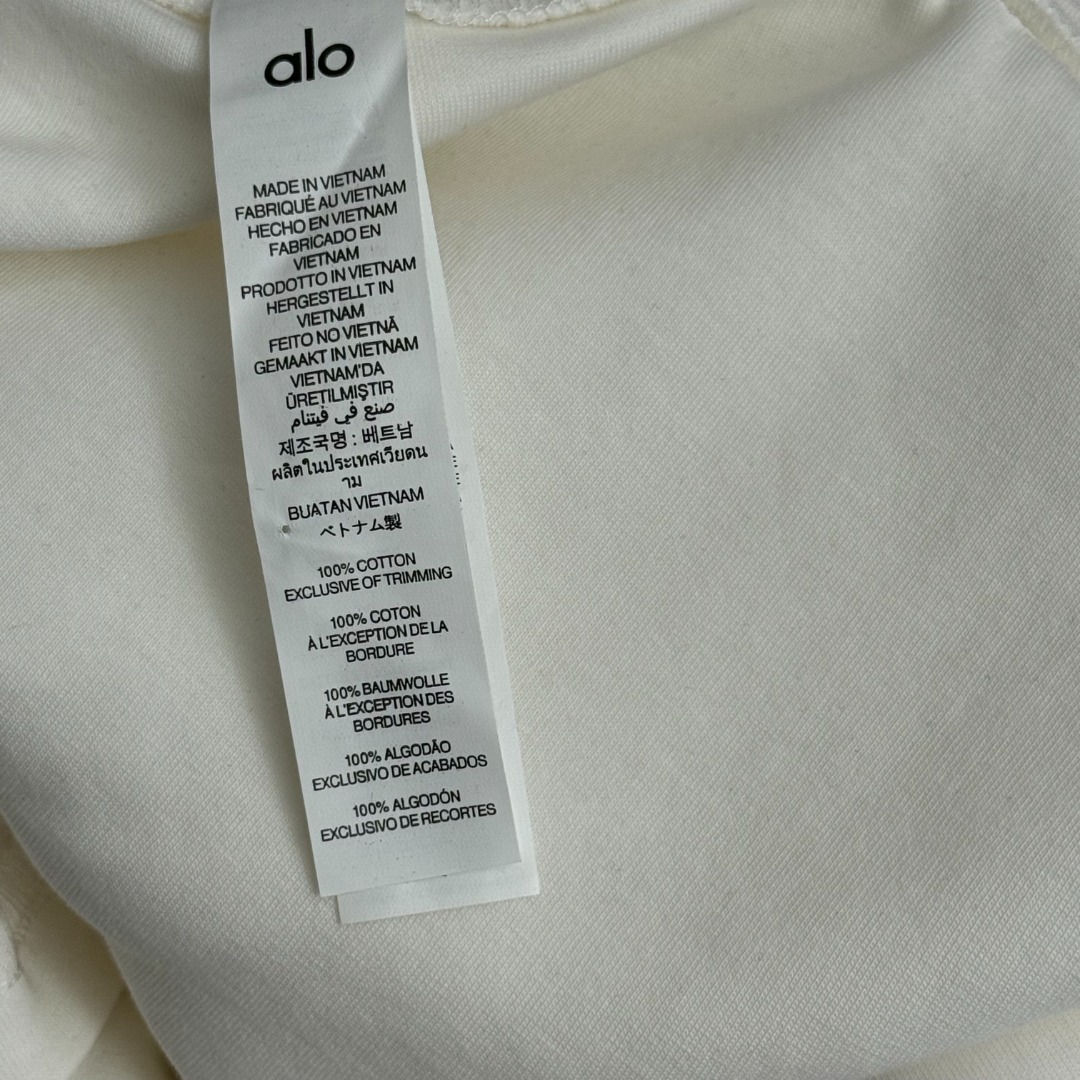 alo
MADE IN VIETNAM
FABRIQUÉ AU VIETNAM
HECHO EN VIETNAM
FABRICADO EN
VIETNAM
PRODOTTO IN VIETNAM
HERGESTELLT IN
VIETNAM
FEITO NO VIETNÃ
GEMAAKT IN VIETNAM
VIETNAM'DA
ÜRETILMIŞTIR
صنع في فيتنام
제조국명 : 베트남
ผลิตในประเทศเวียดน
าม
BUATAN VIETNAM
ベトナム製
100% COTTON
EXCLUSIVE OF TRIMMING
100% COTON
À L'EXCEPTION DE LA
BORDURE
100% BAUMWOLLE
À L'EXCEPTION DES
BORDURES
100% ALGODÃO
EXCLUSIVO DE ACABADOS
100% ALGODÓN
EXCLUSIVO DE RECORTES